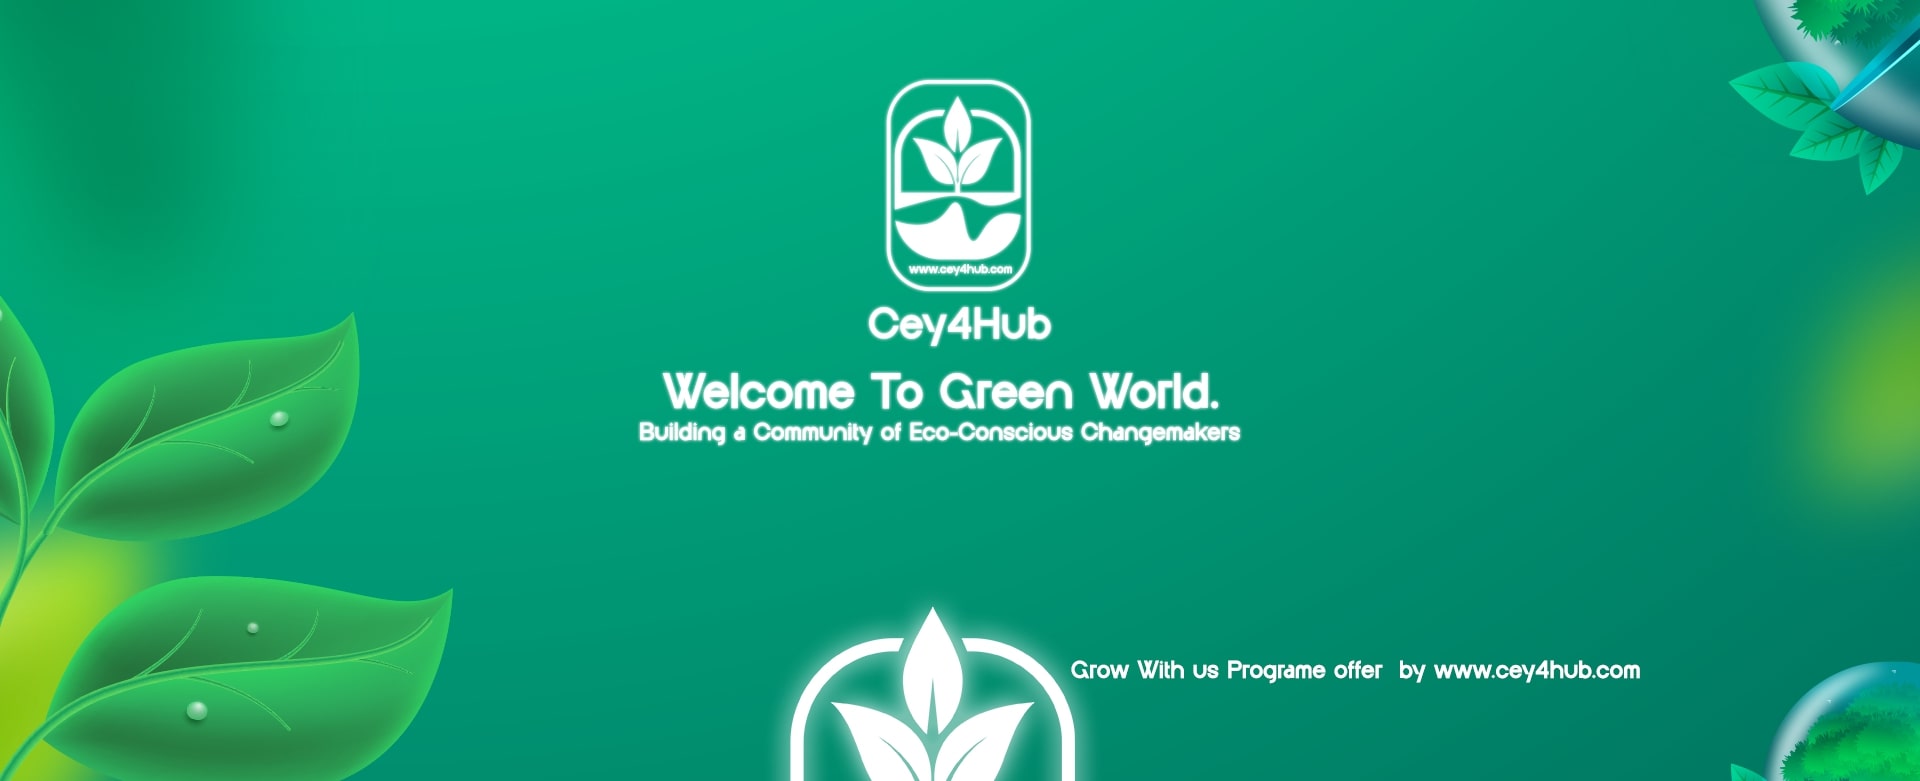 www.cey4hub.com
Cey4Hub
Welcome To Green World.
Building a Community of Eco-Conscious Changemakers
Grow With us Programe offer by www.cey4hub.com